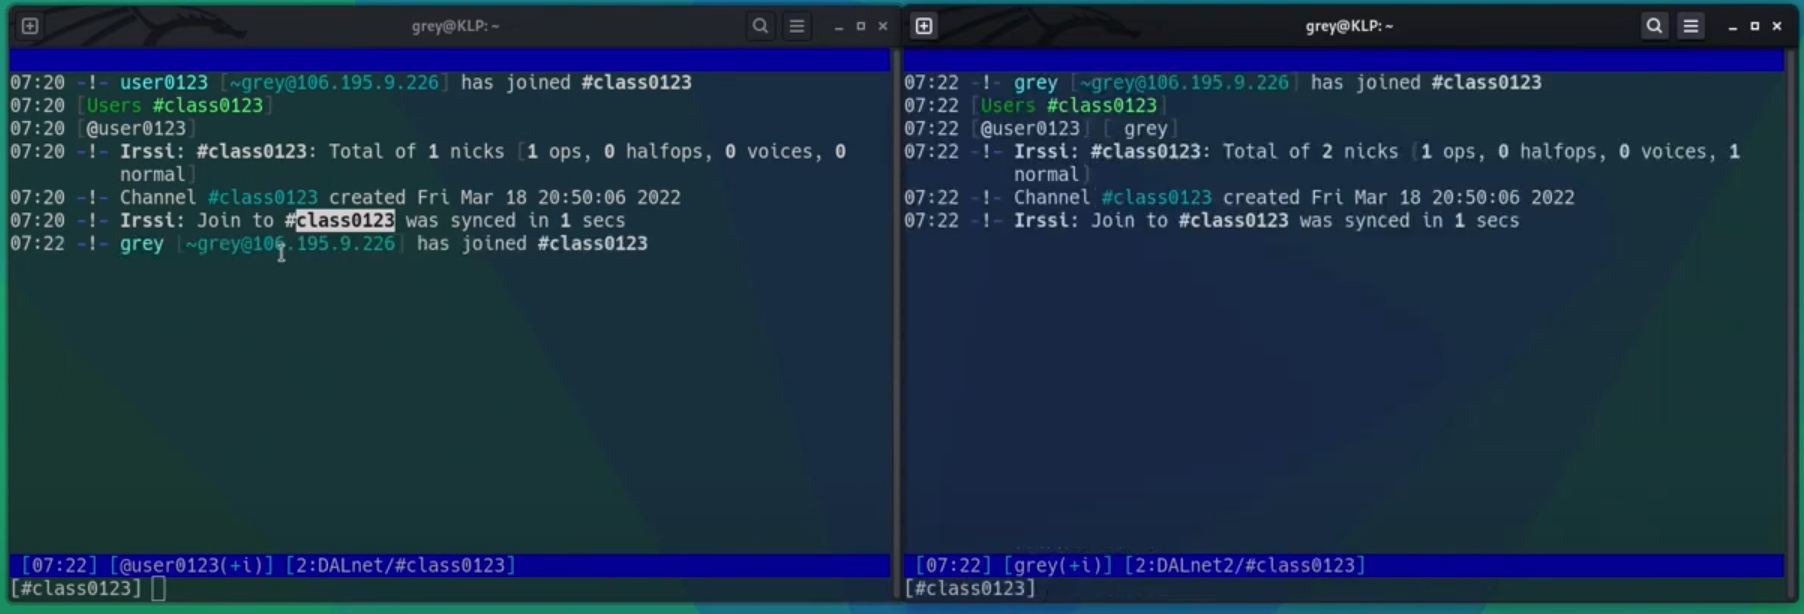 grey@KLP: ~
07:20 -!- user0123 [~grey@106.195.9.226] has joined #class0123
07:20 [Users #class0123]
07:20 [@user0123]
07:20 -!- Irssi: #class0123: Total of 1 nicks [1 ops, 0 halfops, 0 voices, 0
normal]
07:20 -!- Channel #class0123 created Fri Mar 18 20:50:06 2022
07:20 -!- Irssi: Join to #class0123 was synced in 1 secs
07:22 -!- grey [~grey@106.195.9.226] has joined #class0123
[07:22] [@user0123(+i)] [2:DALnet/#class0123]
[#class0123]
grey@KLP: ~
07:22 -!- grey [~grey@106.195.9.226] has joined #class0123
07:22 [Users #class0123]
07:22 [@user0123] [ grey]
07:22 -!- Irssi: #class0123: Total of 2 nicks [1 ops, 0 halfops, 0 voices, 1
normal]
07:22 -!- Channel #class0123 created Fri Mar 18 20:50:06 2022
07:22 -!- Irssi: Join to #class0123 was synced in 1 secs
[07:22] [grey(+i)] [2:DALnet2/#class0123]
[#class0123]